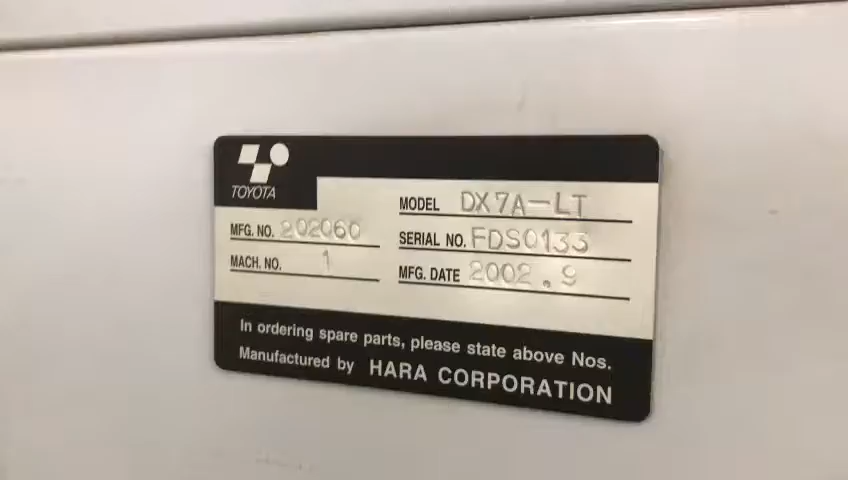 TOYOTA
MODEL DX7A-LT
MFG. NO. 202060
SERIAL NO. FDS0133
MACH. NO. 1
MFG. DATE 2002.9
In ordering spare parts, please state above Nos.
Manufactured by HARA CORPORATION